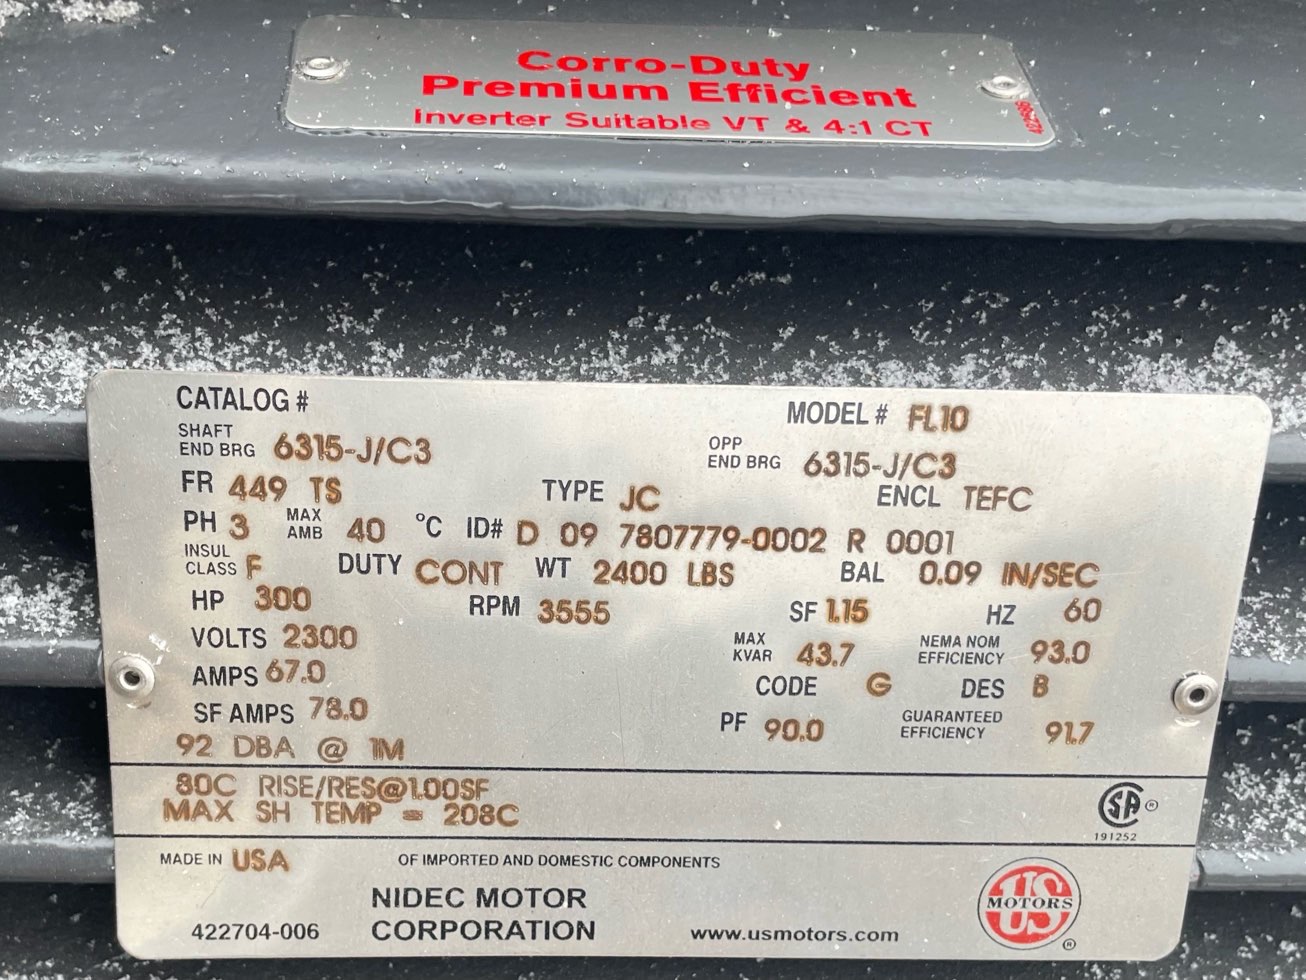 Corro-Duty
Premium Efficient
Inverter Suitable VT & 4:1 CT
CATALOG # MODEL # FL10
SHAFT END BRG 6315-J/C3 OPP END BRG 6315-J/C3
FR 449 TS TYPE JC ENCL TEFC
PH 3 MAX AMB 40 °C ID# D 09 7807779-0002 R 0001
INSUL CLASS F DUTY CONT WT 2400 LBS BAL 0.09 IN/SEC
HP 300 RPM 3555 SF 1.15 HZ 60
VOLTS 2300 MAX KVAR 43.7 NEMA NOM EFFICIENCY 93.0
AMPS 67.0 CODE G DES B
SF AMPS 78.0 PF 90.0 GUARANTEED EFFICIENCY 91.7
92 DBA @ 1M
80C RISE/RES@1.00SF
MAX SH TEMP = 208C
SA ®
191252
MADE IN USA OF IMPORTED AND DOMESTIC COMPONENTS
NIDEC MOTOR
CORPORATION
422704-006 www.usmotors.com
US
MOTORS
®